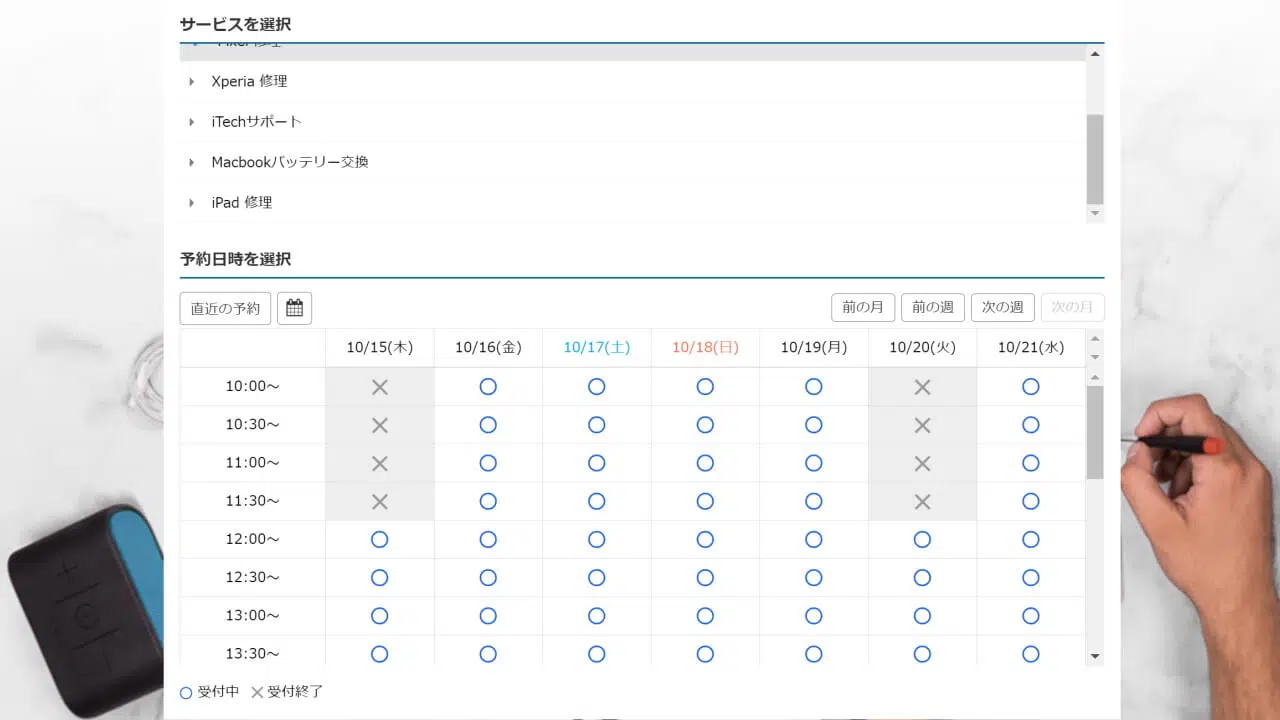 サービスを選択
Xperia 修理
iTechサポート
Macbookバッテリー交換
iPad 修理
予約日時を選択
直近の予約 前の月 前の週 次の週 次の月
10/15(木) 10/16(金) 10/17(土) 10/18(日) 10/19(月) 10/20(火) 10/21(水)
10:00～ × ○ ○ ○ ○ × ○
10:30～ × ○ ○ ○ ○ × ○
11:00～ × ○ ○ ○ ○ × ○
11:30～ × ○ ○ ○ ○ × ○
12:00～ ○ ○ ○ ○ ○ ○ ○
12:30～ ○ ○ ○ ○ ○ ○ ○
13:00～ ○ ○ ○ ○ ○ ○ ○
13:30～ ○ ○ ○ ○ ○ ○ ○
○ 受付中 × 受付終了